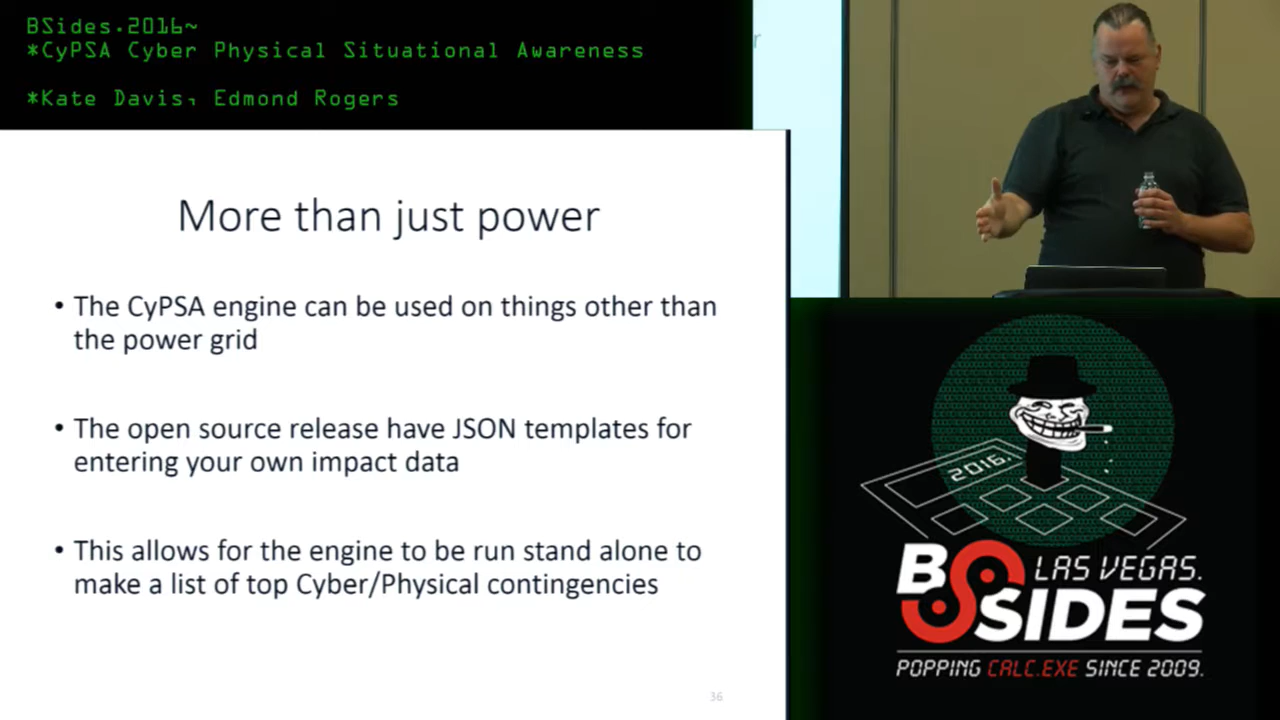 BSides.2016~
*CyPSA Cyber Physical Situational Awareness
*Kate Davis, Edmond Rogers
More than just power
• The CyPSA engine can be used on things other than
the power grid
• The open source release have JSON templates for
entering your own impact data
• This allows for the engine to be run stand alone to
make a list of top Cyber/Physical contingencies
36
2016.
BSIDES
LAS VEGAS.
POPPING CALC.EXE SINCE 2009.